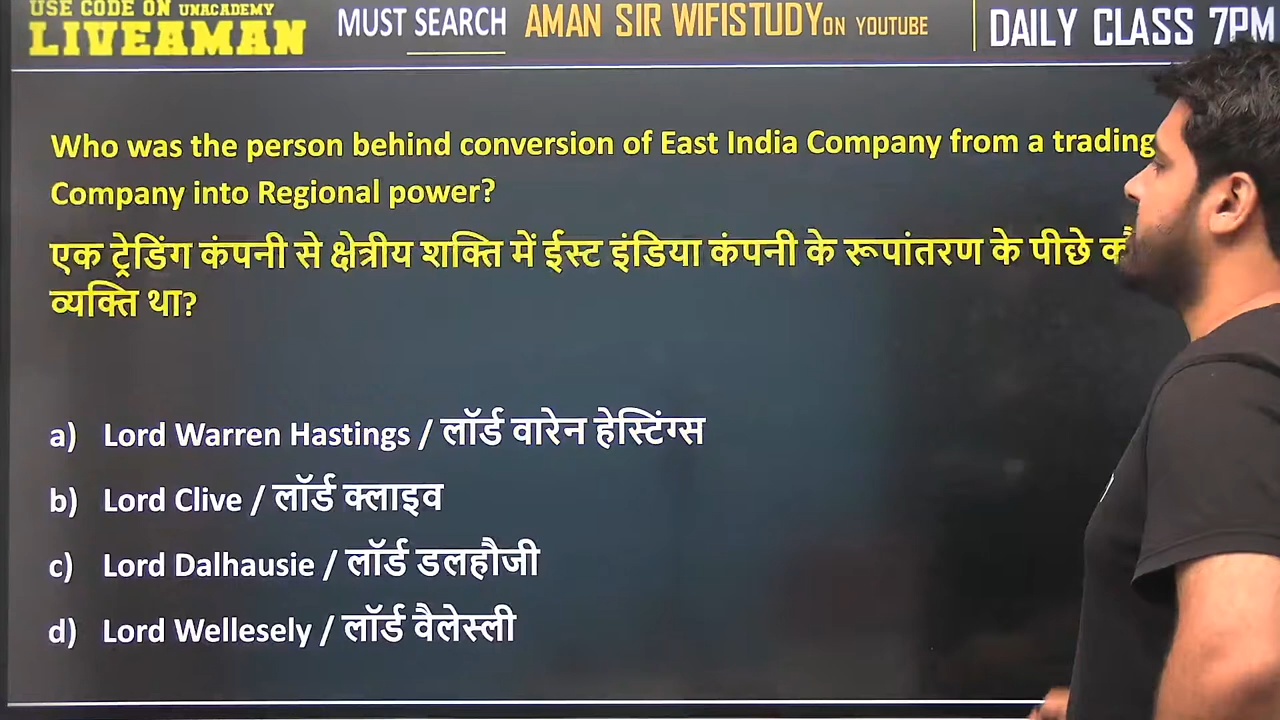 USE CODE ON UNACADEMY
LIVEAMAN
MUST SEARCH AMAN SIR WIFISTUDY ON YOUTUBE
DAILY CLASS 7PM
Who was the person behind conversion of East India Company from a trading
Company into Regional power?
एक ट्रेडिंग कंपनी से क्षेत्रीय शक्ति में ईस्ट इंडिया कंपनी के रूपांतरण के पीछे
व्यक्ति था?
a) Lord Warren Hastings / लॉर्ड वारेन हेस्टिंग्स
b) Lord Clive / लॉर्ड क्लाइव
c) Lord Dalhausie / लॉर्ड डलहौजी
d) Lord Wellesely / लॉर्ड वैलेस्ली